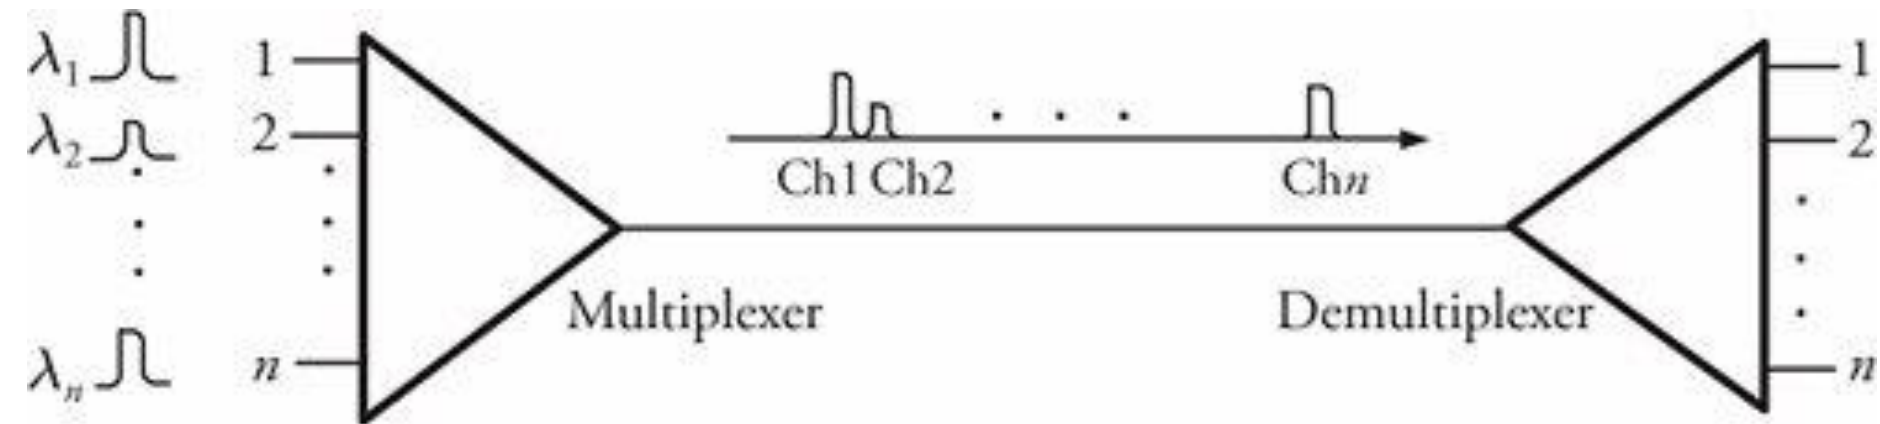 λ1 1 1
λ2 2 2
Ch1 Ch2 Chn
Multiplexer Demultiplexer
λn n n